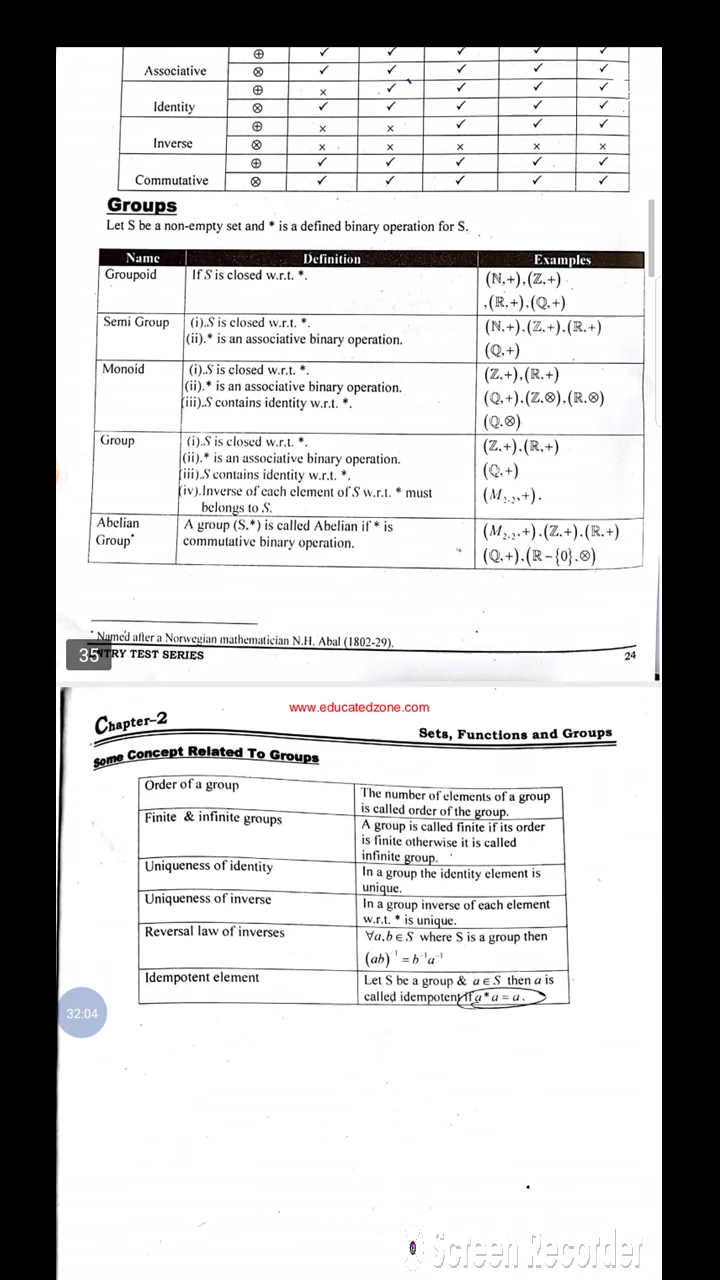 ⊕ ✓ ✓ ✓ ✓ ✓
Associative ⊗ ✓ ✓ ✓ ✓ ✓
⊕ × ✓ ✓ ✓ ✓
Identity ⊗ ✓ ✓ ✓ ✓ ✓
⊕ × × ✓ ✓ ✓
Inverse ⊗ × × × × ×
⊕ ✓ ✓ ✓ ✓ ✓
Commutative ⊗ ✓ ✓ ✓ ✓ ✓
Groups
Let S be a non-empty set and * is a defined binary operation for S.
Name Definition Examples
Groupoid If S is closed w.r.t. *. (ℕ,+),(ℤ,+)
,(ℝ,+),(ℚ,+)
Semi Group (i).S is closed w.r.t. *. (ℕ,+).(ℤ,+).(ℝ,+)
(ii).* is an associative binary operation. (ℚ,+)
Monoid (i).S is closed w.r.t. *. (ℤ,+),(ℝ,+)
(ii).* is an associative binary operation. (ℚ,+).(ℤ,⊗),(ℝ,⊗)
(iii).S contains identity w.r.t. *. (ℚ,⊗)
Group (i).S is closed w.r.t. *. (ℤ,+).(ℝ,+)
(ii).* is an associative binary operation. (ℚ,+)
(iii).S contains identity w.r.t. *. (M₂,₂,+).
(iv).Inverse of each element of S w.r.t. * must
belongs to S.
Abelian A group (S,*) is called Abelian if * is (M₂,₂,+).(ℤ,+).(ℝ,+)
Group* commutative binary operation. (ℚ,+).(ℝ-{0},⊗)
* Named after a Norwegian mathematician N.H. Abal (1802-29).
35 NTRY TEST SERIES 24
www.educatedzone.com
Chapter-2 Sets, Functions and Groups
Some Concept Related To Groups
Order of a group The number of elements of a group
is called order of the group.
Finite & infinite groups A group is called finite if its order
is finite otherwise it is called
infinite group.
Uniqueness of identity In a group the identity element is
unique.
Uniqueness of inverse In a group inverse of each element
w.r.t. * is unique.
Reversal law of inverses ∀a,b∈S where S is a group then
(ab)⁻¹ = b⁻¹a⁻¹
Idempotent element Let S be a group & a∈S then a is
called idempotent if a*a = a.
32:04
Screen Recorder